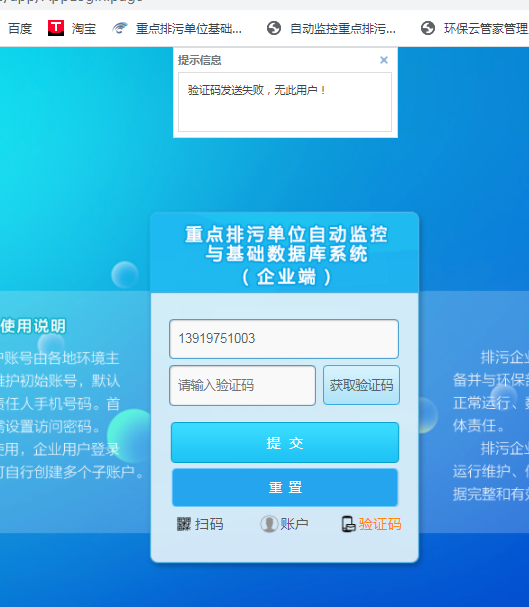 百度 淘宝 重点排污单位基础... 自动监控重点排污... 环保云管家管理
提示信息
验证码发送失败，无此用户！
重点排污单位自动监控
与基础数据库系统
（企业端）
13919751003
请输入验证码 获取验证码
提 交
重 置
扫码 账户 验证码
使用说明
户账号由各地环境主
维护初始账号，默认
责任人手机号码。首
需设置访问密码。
使用，企业用户登录
可自行创建多个子账户。
排污企业
备并与环保部
正常运行、数
体责任。
排污企业
运行维护、使
据完整和有效